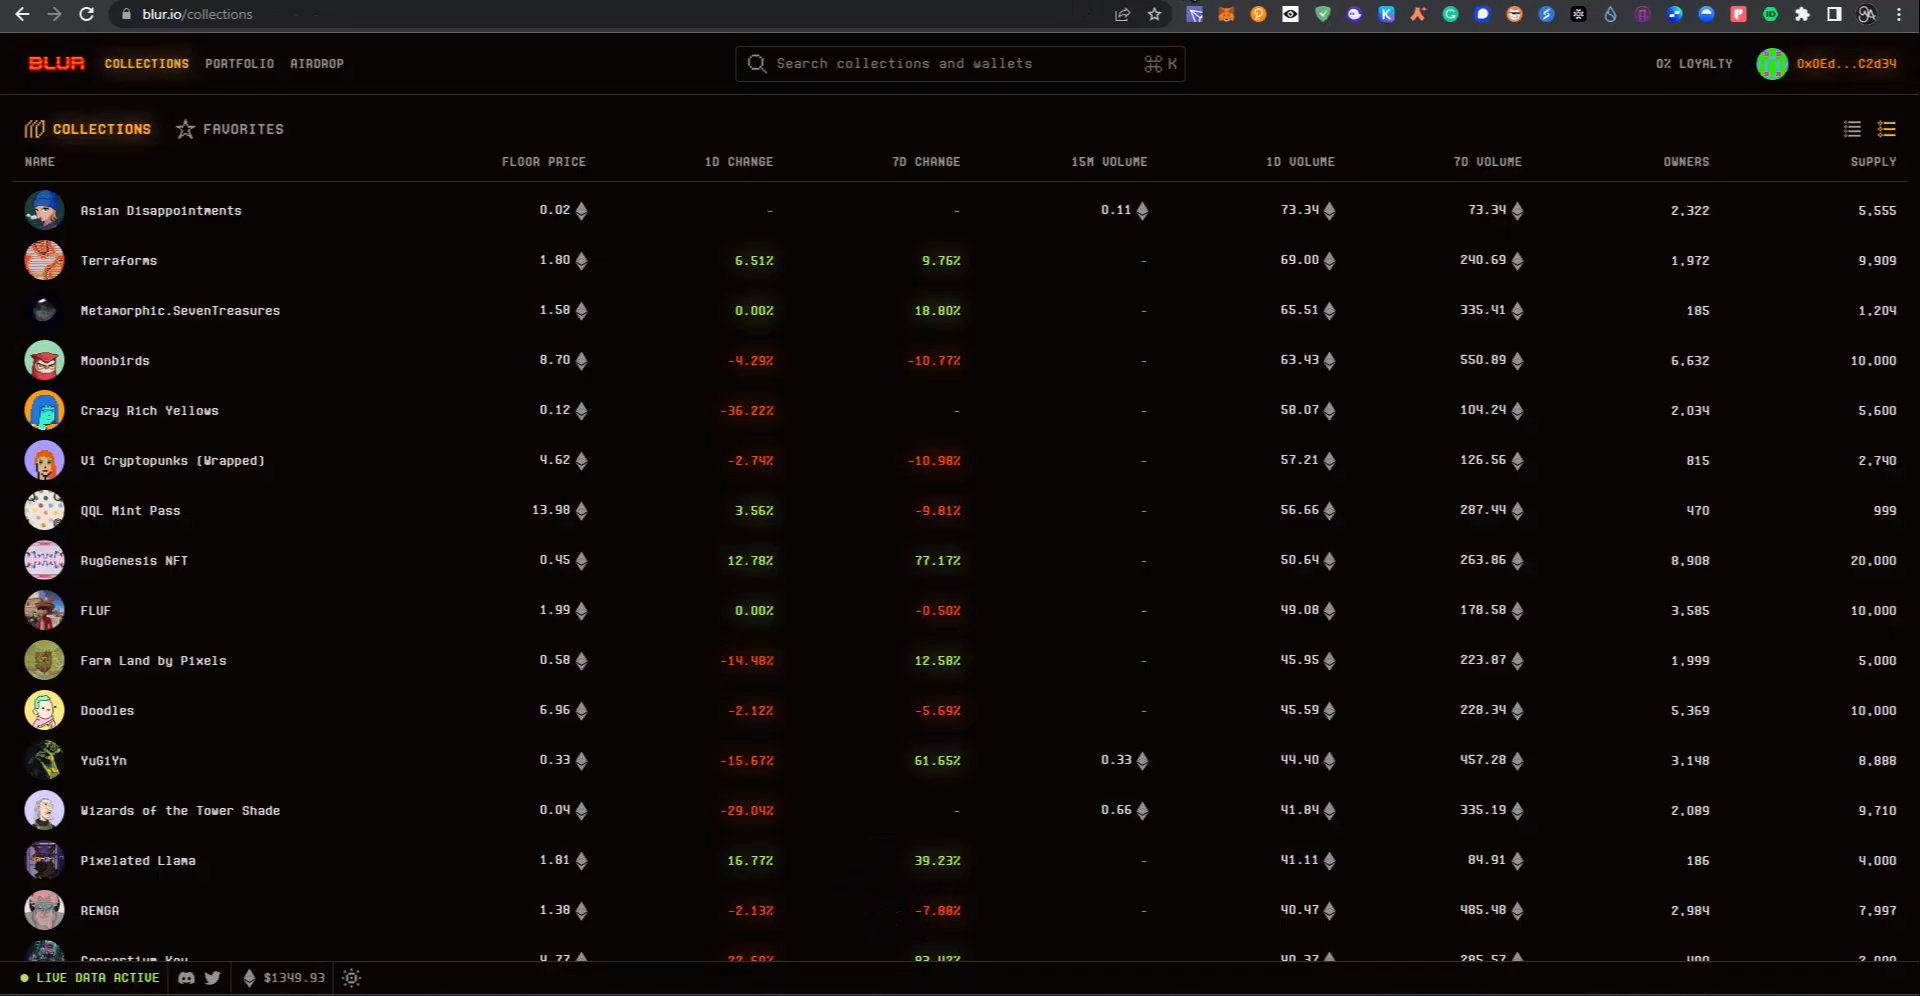 blur.io/collections
BLUR COLLECTIONS PORTFOLIO AIRDROP Search collections and wallets ⌘ K 0% LOYALTY 0x0Ed...C2d34
COLLECTIONS FAVORITES
NAME FLOOR PRICE 1D CHANGE 7D CHANGE 15M VOLUME 1D VOLUME 7D VOLUME OWNERS SUPPLY
Asian Disappointments 0.02 - - 0.11 73.34 73.34 2,322 5,555
Terraforms 1.80 6.51% 9.76% - 69.00 240.69 1,972 9,909
Metamorphic.SevenTreasures 1.58 0.00% 18.80% - 65.51 335.41 185 1,204
Moonbirds 8.70 -4.29% -10.77% - 63.43 550.89 6,632 10,000
Crazy Rich Yellows 0.12 -36.22% - - 58.07 104.24 2,034 5,600
V1 Cryptopunks (Wrapped) 4.62 -2.74% -10.98% - 57.21 126.56 815 2,740
QQL Mint Pass 13.98 3.56% -9.81% - 56.66 287.44 470 999
RugGenesis NFT 0.45 12.78% 77.17% - 50.64 263.86 8,908 20,000
FLUF 1.99 0.00% -0.50% - 49.08 178.58 3,585 10,000
Farm Land by Pixels 0.58 -14.48% 12.58% - 45.95 223.87 1,999 5,000
Doodles 6.96 -2.12% -5.69% - 45.59 228.34 5,369 10,000
YuGiYn 0.33 -15.67% 61.65% 0.33 44.40 457.28 3,148 8,888
Wizards of the Tower Shade 0.04 -29.04% - 0.66 41.84 335.19 2,089 9,710
Pixelated Llama 1.81 16.77% 39.23% - 41.11 84.91 186 4,000
RENGA 1.38 -2.13% -7.88% - 40.47 485.48 2,984 7,997
Consortium Key 4.77 40.37 285.57
LIVE DATA ACTIVE $1349.93